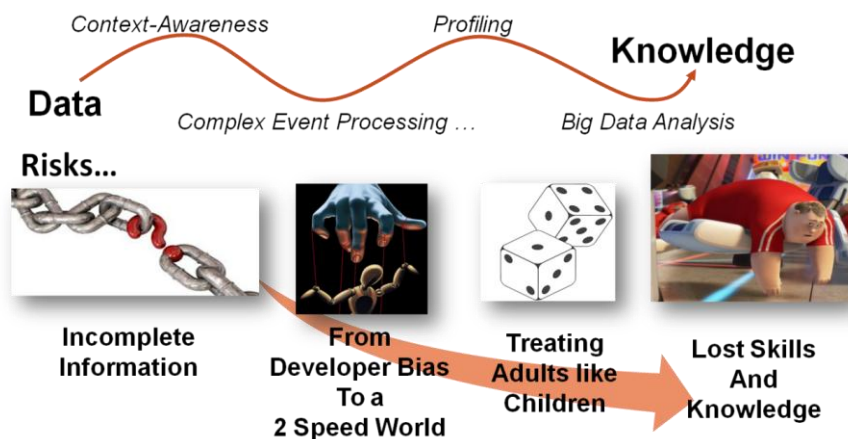 Context-Awareness
Profiling
Knowledge
Data
Complex Event Processing ...
Big Data Analysis
Risks...
Incomplete
Information
From
Developer Bias
To a
2 Speed World
Treating
Adults like
Children
Lost Skills
And
Knowledge